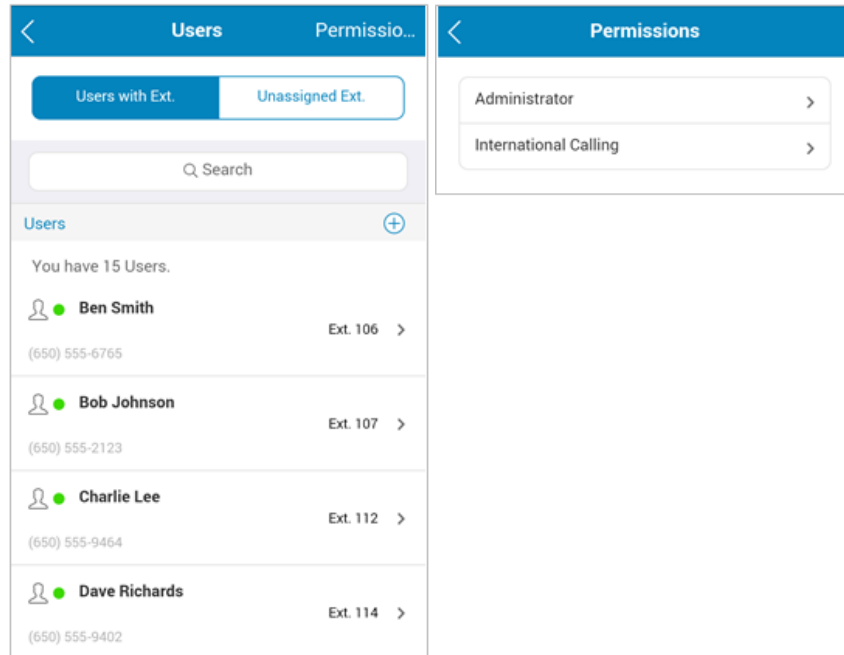 Users
Permissio...
Users with Ext.
Unassigned Ext.
Search
Users
You have 15 Users.
Ben Smith
Ext. 106
(650) 555-6765
Bob Johnson
Ext. 107
(650) 555-2123
Charlie Lee
Ext. 112
(650) 555-9464
Dave Richards
Ext. 114
(650) 555-9402
Permissions
Administrator
International Calling